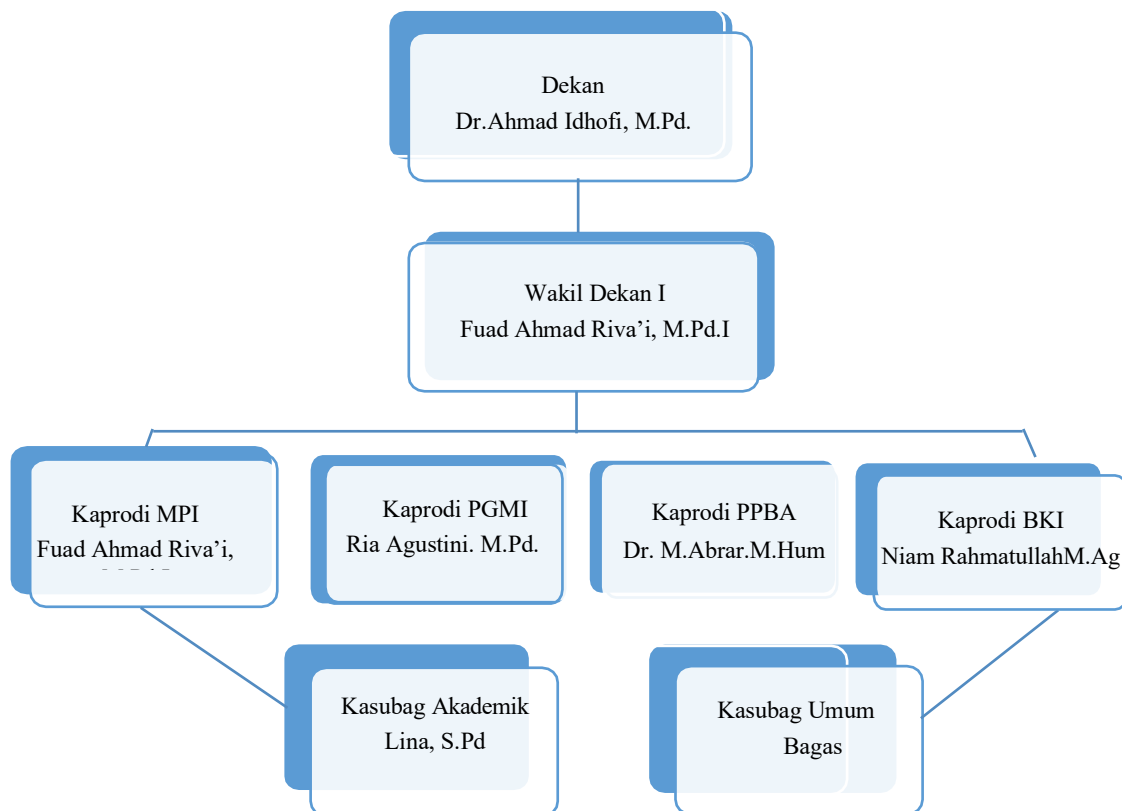 Dekan
Dr.Ahmad Idhofi, M.Pd.
Wakil Dekan I
Fuad Ahmad Riva’i, M.Pd.I
Kaprodi MPI
Fuad Ahmad Riva’i,
Kaprodi PGMI
Ria Agustini. M.Pd.
Kaprodi PPBA
Dr. M.Abrar.M.Hum
Kaprodi BKI
Niam RahmatullahM.Ag
Kasubag Akademik
Lina, S.Pd
Kasubag Umum
Bagas